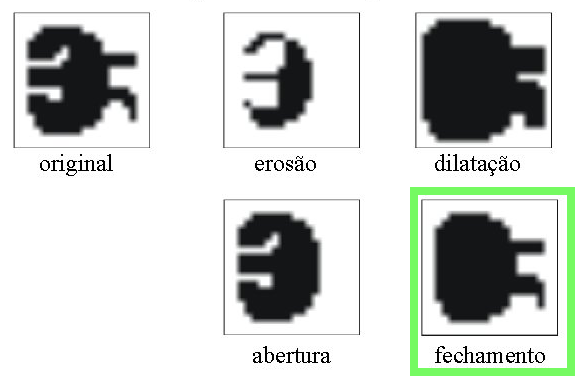 original
erosão
dilatação
abertura
fechamento